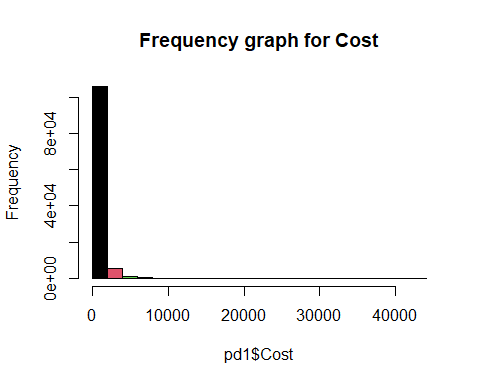 Frequency graph for Cost
Frequency
0e+00 4e+04 8e+04
0 10000 20000 30000 40000
pd1$Cost